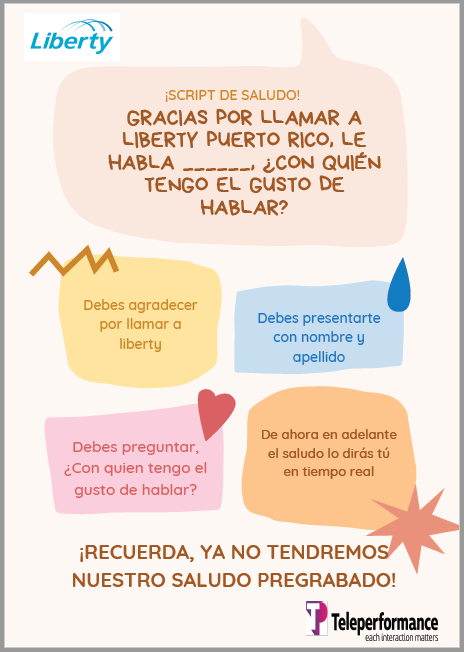 Liberty
¡SCRIPT DE SALUDO!
GRACIAS POR LLAMAR A
LIBERTY PUERTO RICO, LE
HABLA ______, ¿CON QUIÉN
TENGO EL GUSTO DE
HABLAR?
Debes agradecer
por llamar a
liberty
Debes presentarte
con nombre y
apellido
Debes preguntar,
¿Con quien tengo el
gusto de hablar?
De ahora en adelante
el saludo lo dirás tú
en tiempo real
¡RECUERDA, YA NO TENDREMOS
NUESTRO SALUDO PREGRABADO!
Teleperformance
each interaction matters